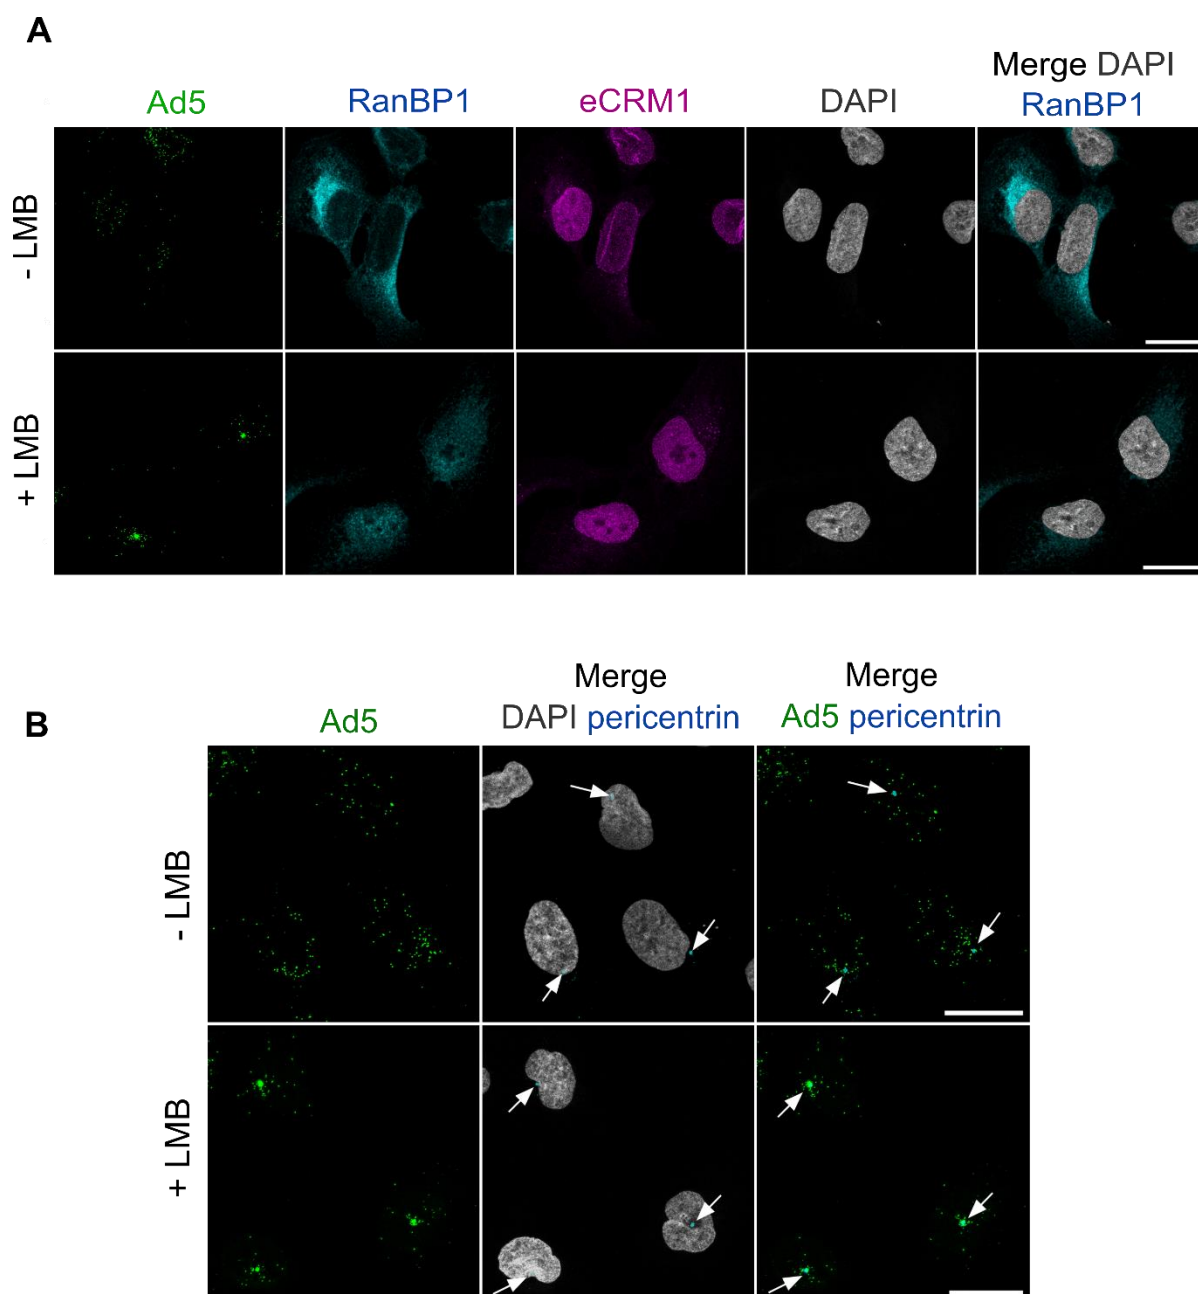 A
Ad5
RanBP1
eCRM1
DAPI
Merge DAPI
RanBP1
- LMB
+ LMB
B
Ad5
Merge
DAPI pericentrin
Merge
Ad5 pericentrin
- LMB
+ LMB